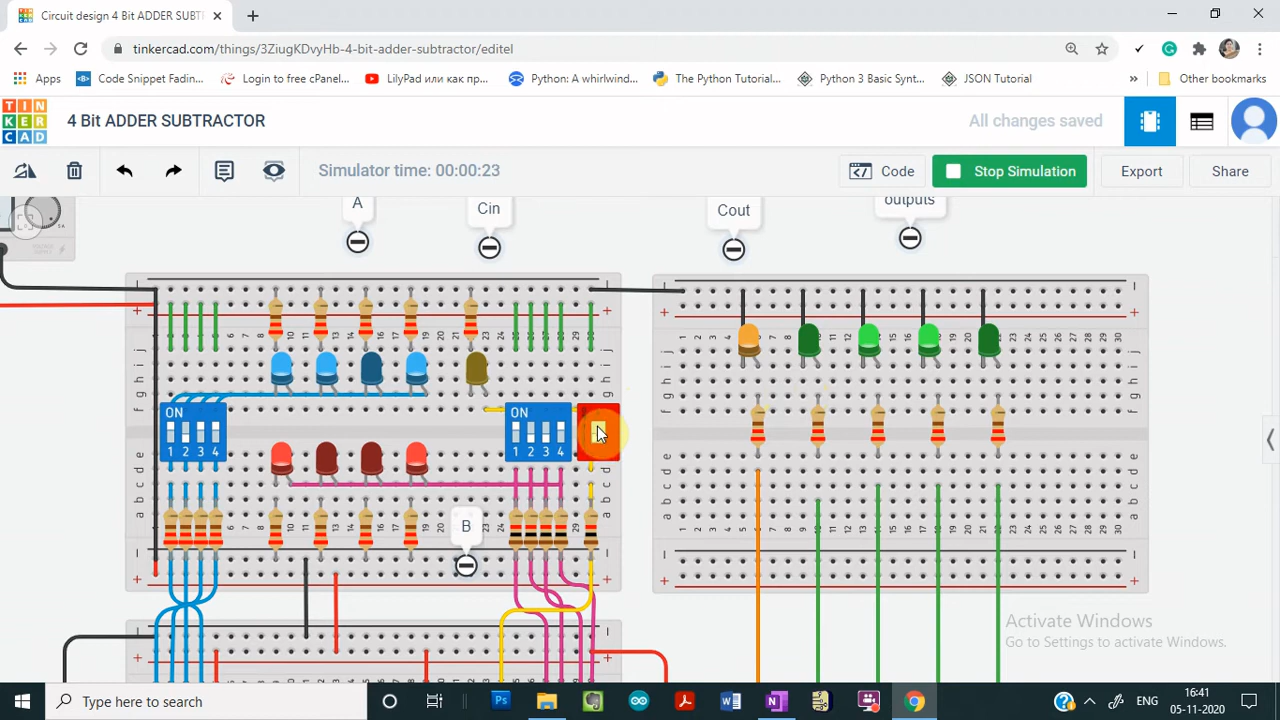 Circuit design 4 Bit ADDER SUBTR
tinkercad.com/things/3ZiugKDvyHb-4-bit-adder-subtractor/editel
Apps
Code Snippet Fadin...
Login to free cPanel...
LilyPad или как пр...
Python: A whirlwind...
The Python Tutorial...
Python 3 Basic Synt...
JSON Tutorial
»
Other bookmarks
TIN
KER
CAD
4 Bit ADDER SUBTRACTOR
All changes saved
Simulator time: 00:00:23
Code
Stop Simulation
Export
Share
A
Cin
Cout
outputs
ON
1 2 3 4
ON
1 2 3 4
B
Activate Windows
Go to Settings to activate Windows.
Type here to search
ENG
16:41
05-11-2020